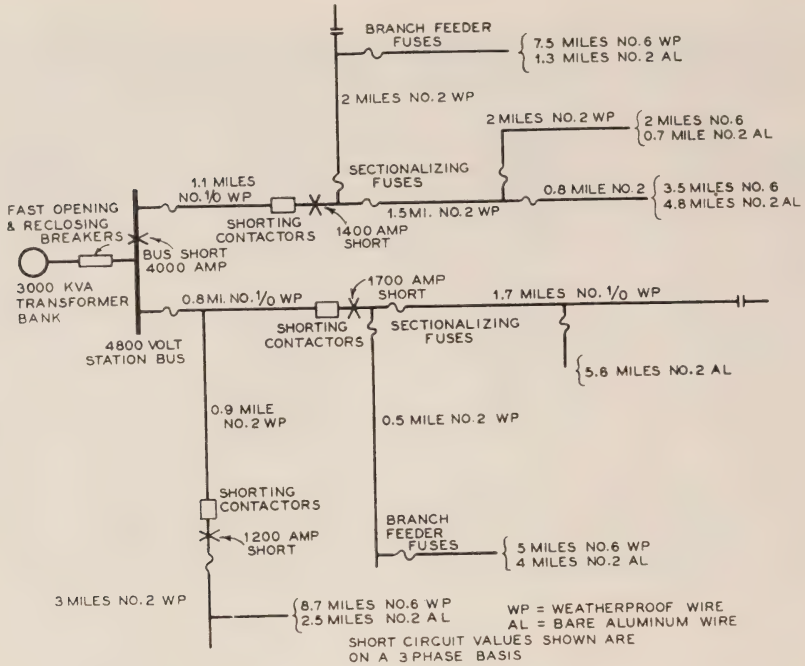 BRANCH FEEDER
FUSES
7.5 MILES NO.6 WP
1.3 MILES NO.2 AL
2 MILES NO.2 WP
2 MILES NO.2 WP
2 MILES NO.6
0.7 MILE NO.2 AL
1.1 MILES
NO.1/0 WP
SECTIONALIZING
FUSES
0.8 MILE NO.2
3.5 MILES NO.6
4.8 MILES NO.2 AL
FAST OPENING
& RECLOSING
BREAKERS
SHORTING
CONTACTORS
1.5 MI. NO.2 WP
1400 AMP
SHORT
BUS SHORT
4000 AMP
3000 KVA
TRANSFORMER
BANK
1700 AMP
SHORT
0.8 MI. NO.1/0 WP
1.7 MILES NO.1/0 WP
SHORTING
CONTACTORS
SECTIONALIZING
FUSES
4800 VOLT
STATION BUS
5.8 MILES NO.2 AL
0.9 MILE
NO.2 WP
0.5 MILE NO.2 WP
SHORTING
CONTACTORS
1200 AMP
SHORT
BRANCH
FEEDER
FUSES
5 MILES NO.6 WP
4 MILES NO.2 AL
3 MILES NO.2 WP
8.7 MILES NO.6 WP
2.5 MILES NO.2 AL
WP = WEATHERPROOF WIRE
AL = BARE ALUMINUM WIRE
SHORT CIRCUIT VALUES SHOWN ARE
ON A 3 PHASE BASIS